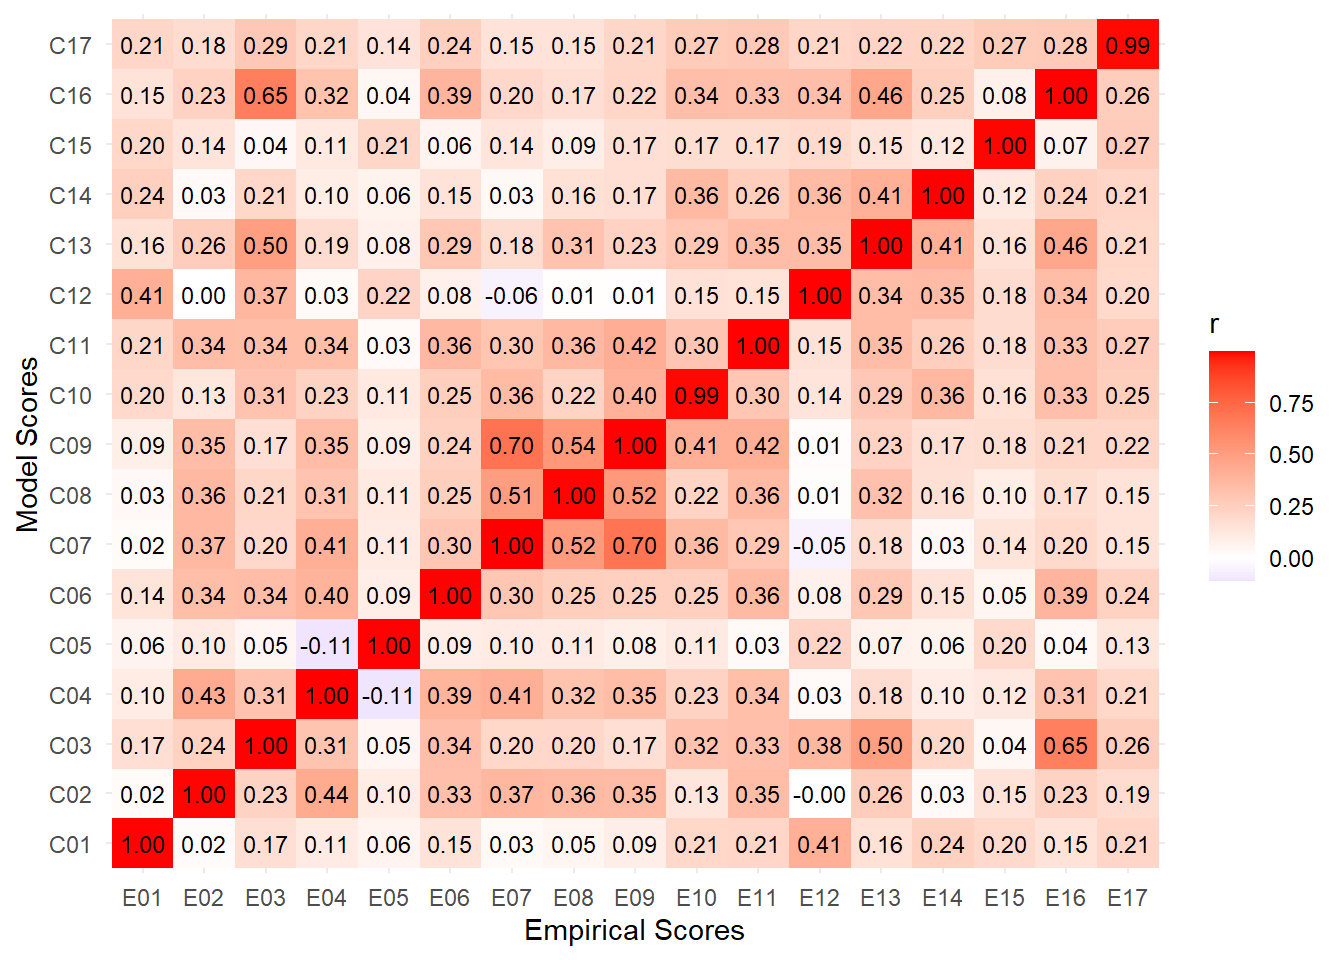 C17 0.21 0.18 0.29 0.21 0.14 0.24 0.15 0.15 0.21 0.27 0.28 0.21 0.22 0.22 0.27 0.28 0.99
C16 0.15 0.23 0.65 0.32 0.04 0.39 0.20 0.17 0.22 0.34 0.33 0.34 0.46 0.25 0.08 1.00 0.26
C15 0.20 0.14 0.04 0.11 0.21 0.06 0.14 0.09 0.17 0.17 0.17 0.19 0.15 0.12 1.00 0.07 0.27
C14 0.24 0.03 0.21 0.10 0.06 0.15 0.03 0.16 0.17 0.36 0.26 0.36 0.41 1.00 0.12 0.24 0.21
C13 0.16 0.26 0.50 0.19 0.08 0.29 0.18 0.31 0.23 0.29 0.35 0.35 1.00 0.41 0.16 0.46 0.21
C12 0.41 0.00 0.37 0.03 0.22 0.08 -0.06 0.01 0.01 0.15 0.15 1.00 0.34 0.35 0.18 0.34 0.20
C11 0.21 0.34 0.34 0.34 0.03 0.36 0.30 0.36 0.42 0.30 1.00 0.15 0.35 0.26 0.18 0.33 0.27
C10 0.20 0.13 0.31 0.23 0.11 0.25 0.36 0.22 0.40 0.99 0.30 0.14 0.29 0.36 0.16 0.33 0.25
C09 0.09 0.35 0.17 0.35 0.09 0.24 0.70 0.54 1.00 0.41 0.42 0.01 0.23 0.17 0.18 0.21 0.22
C08 0.03 0.36 0.21 0.31 0.11 0.25 0.51 1.00 0.52 0.22 0.36 0.01 0.32 0.16 0.10 0.17 0.15
C07 0.02 0.37 0.20 0.41 0.11 0.30 1.00 0.52 0.70 0.36 0.29 -0.05 0.18 0.03 0.14 0.20 0.15
C06 0.14 0.34 0.34 0.40 0.09 1.00 0.30 0.25 0.25 0.25 0.36 0.08 0.29 0.15 0.05 0.39 0.24
C05 0.06 0.10 0.05 -0.11 1.00 0.09 0.10 0.11 0.08 0.11 0.03 0.22 0.07 0.06 0.20 0.04 0.13
C04 0.10 0.43 0.31 1.00 -0.11 0.39 0.41 0.32 0.35 0.23 0.34 0.03 0.18 0.10 0.12 0.31 0.21
C03 0.17 0.24 1.00 0.31 0.05 0.34 0.20 0.20 0.17 0.32 0.33 0.38 0.50 0.20 0.04 0.65 0.26
C02 0.02 1.00 0.23 0.44 0.10 0.33 0.37 0.36 0.35 0.13 0.35 -0.00 0.26 0.03 0.15 0.23 0.19
C01 1.00 0.02 0.17 0.11 0.06 0.15 0.03 0.05 0.09 0.21 0.21 0.41 0.16 0.24 0.20 0.15 0.21
E01 E02 E03 E04 E05 E06 E07 E08 E09 E10 E11 E12 E13 E14 E15 E16 E17
Empirical Scores
Model Scores
r
0.75
0.50
0.25
0.00